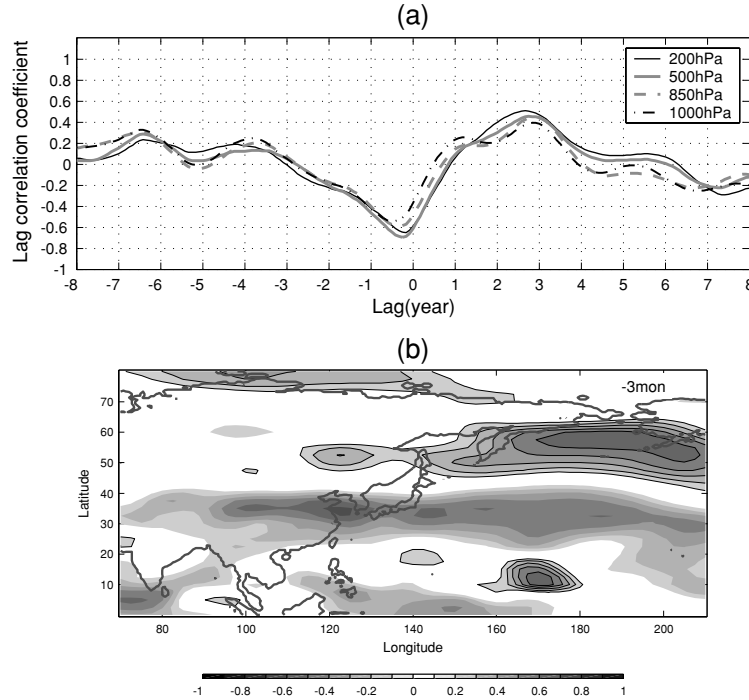 (a)
Lag correlation coefficient
1
0.8
0.6
0.4
0.2
0
-0.2
-0.4
-0.6
-0.8
-1
200hPa
500hPa
850hPa
1000hPa
-8 -7 -6 -5 -4 -3 -2 -1 0 1 2 3 4 5 6 7 8
Lag(year)
(b)
-3mon
Latitude
70
60
50
40
30
20
10
80 100 120 140 160 180 200
Longitude
-1 -0.8 -0.6 -0.4 -0.2 0 0.2 0.4 0.6 0.8 1